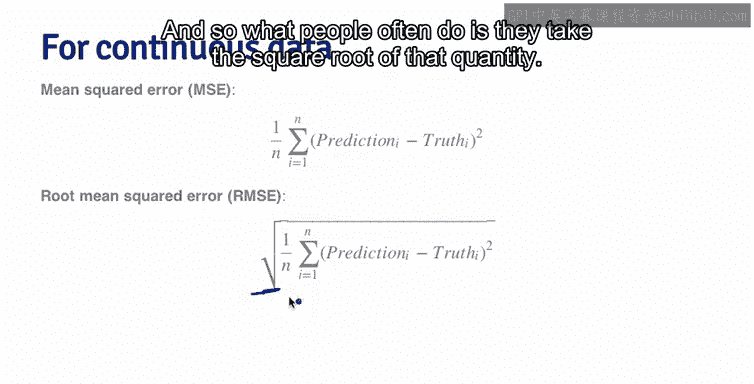 And so what people often do is they take
the square root of that quantity.
For continuous data
Mean squared error (MSE):
1/n ∑_{i=1}^{n} (Prediction_i − Truth_i)^2
Root mean squared error (RMSE):
√(1/n ∑_{i=1}^{n} (Prediction_i − Truth_i)^2)